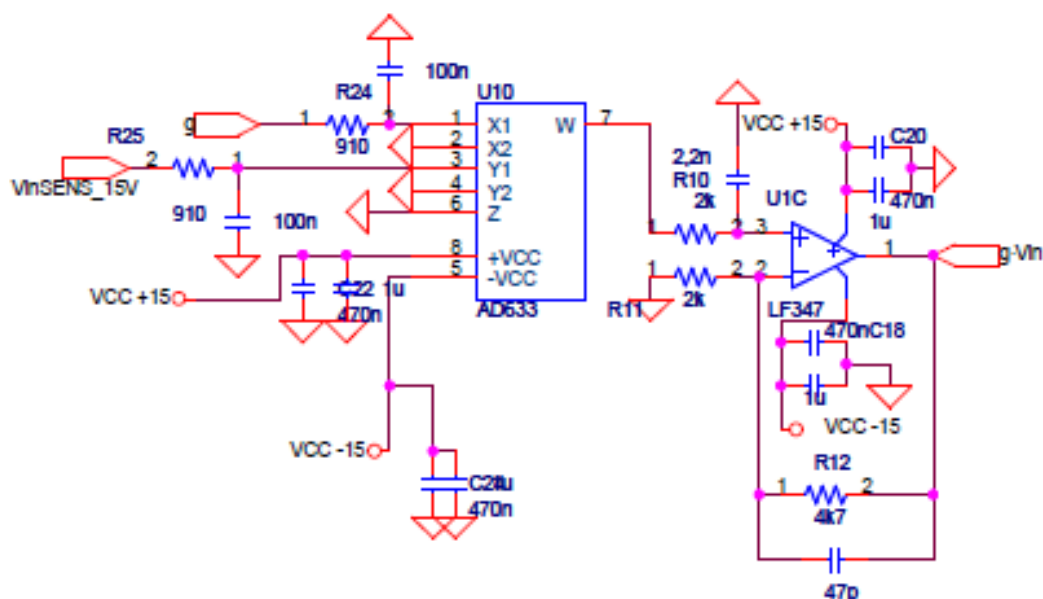 100n
R24
U10
g
1
2
1
X1
W
7
R25
910
2
X2
VCC +15
C20
2
1
3
Y1
2,2n
VinSENS_15V
4
Y2
R10
U1C
470n
6
Z
2k
1u
910
100n
1
2
3
8
+VCC
1
g-Vin
5
-VCC
1
2
2
VCC +15
C22
1u
R11
2k
LF347
470n
AD633
470nC18
1u
VCC -15
VCC -15
R12
1
2
1u
470n
4k7
47p